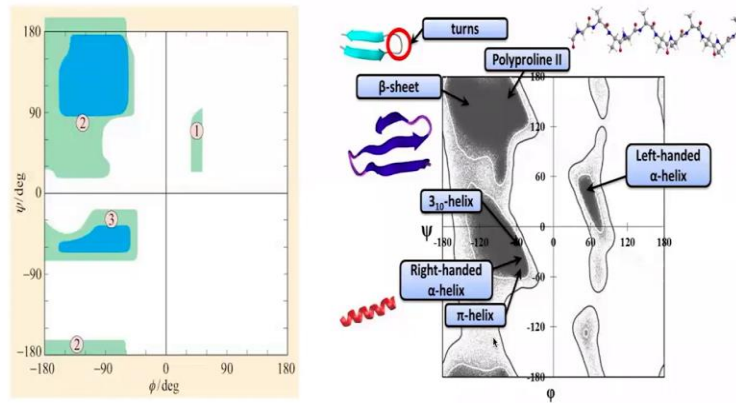 180
90
0
−90
−180
ψ/deg
2
1
3
2
−180
−90
0
90
180
ϕ/deg
turns
Polyproline II
β-sheet
Left-handed
α-helix
3₁₀-helix
Right-handed
α-helix
π-helix
180
120
60
Ψ
-180
-120
-60
0
60
120
180
-60
-120
-180
φ